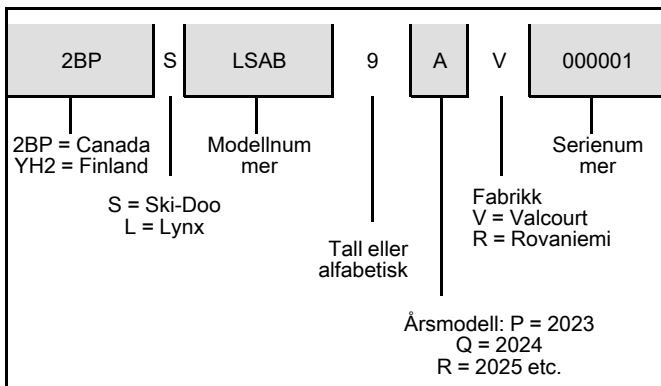 2BP S LSAB 9 A V 000001
2BP = Canada
YH2 = Finland
Modellnum
mer
Serienum
mer
S = Ski-Doo
L = Lynx
Fabrikk
V = Valcourt
R = Rovaniemi
Tall eller
alfabetisk
Årsmodell: P = 2023
Q = 2024
R = 2025 etc.